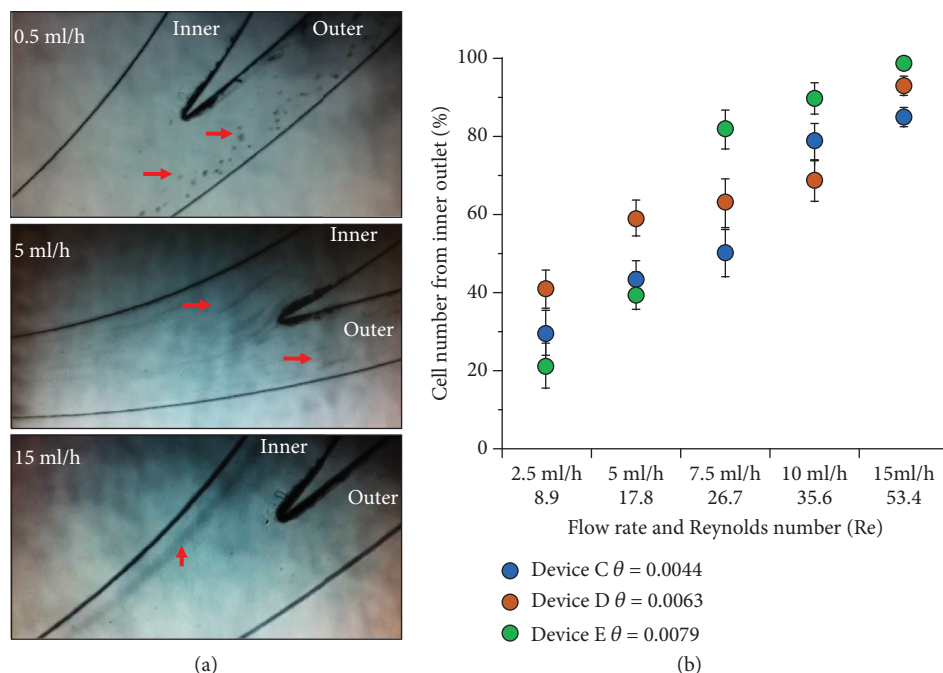 0.5 ml/h
Inner
Outer
5 ml/h
Inner
Outer
15 ml/h
Inner
Outer
(a)
Cell number from inner outlet (%)
100
80
60
40
20
0
2.5 ml/h 5 ml/h 7.5 ml/h 10 ml/h 15ml/h
8.9 17.8 26.7 35.6 53.4
Flow rate and Reynolds number (Re)
Device C θ = 0.0044
Device D θ = 0.0063
Device E θ = 0.0079
(b)